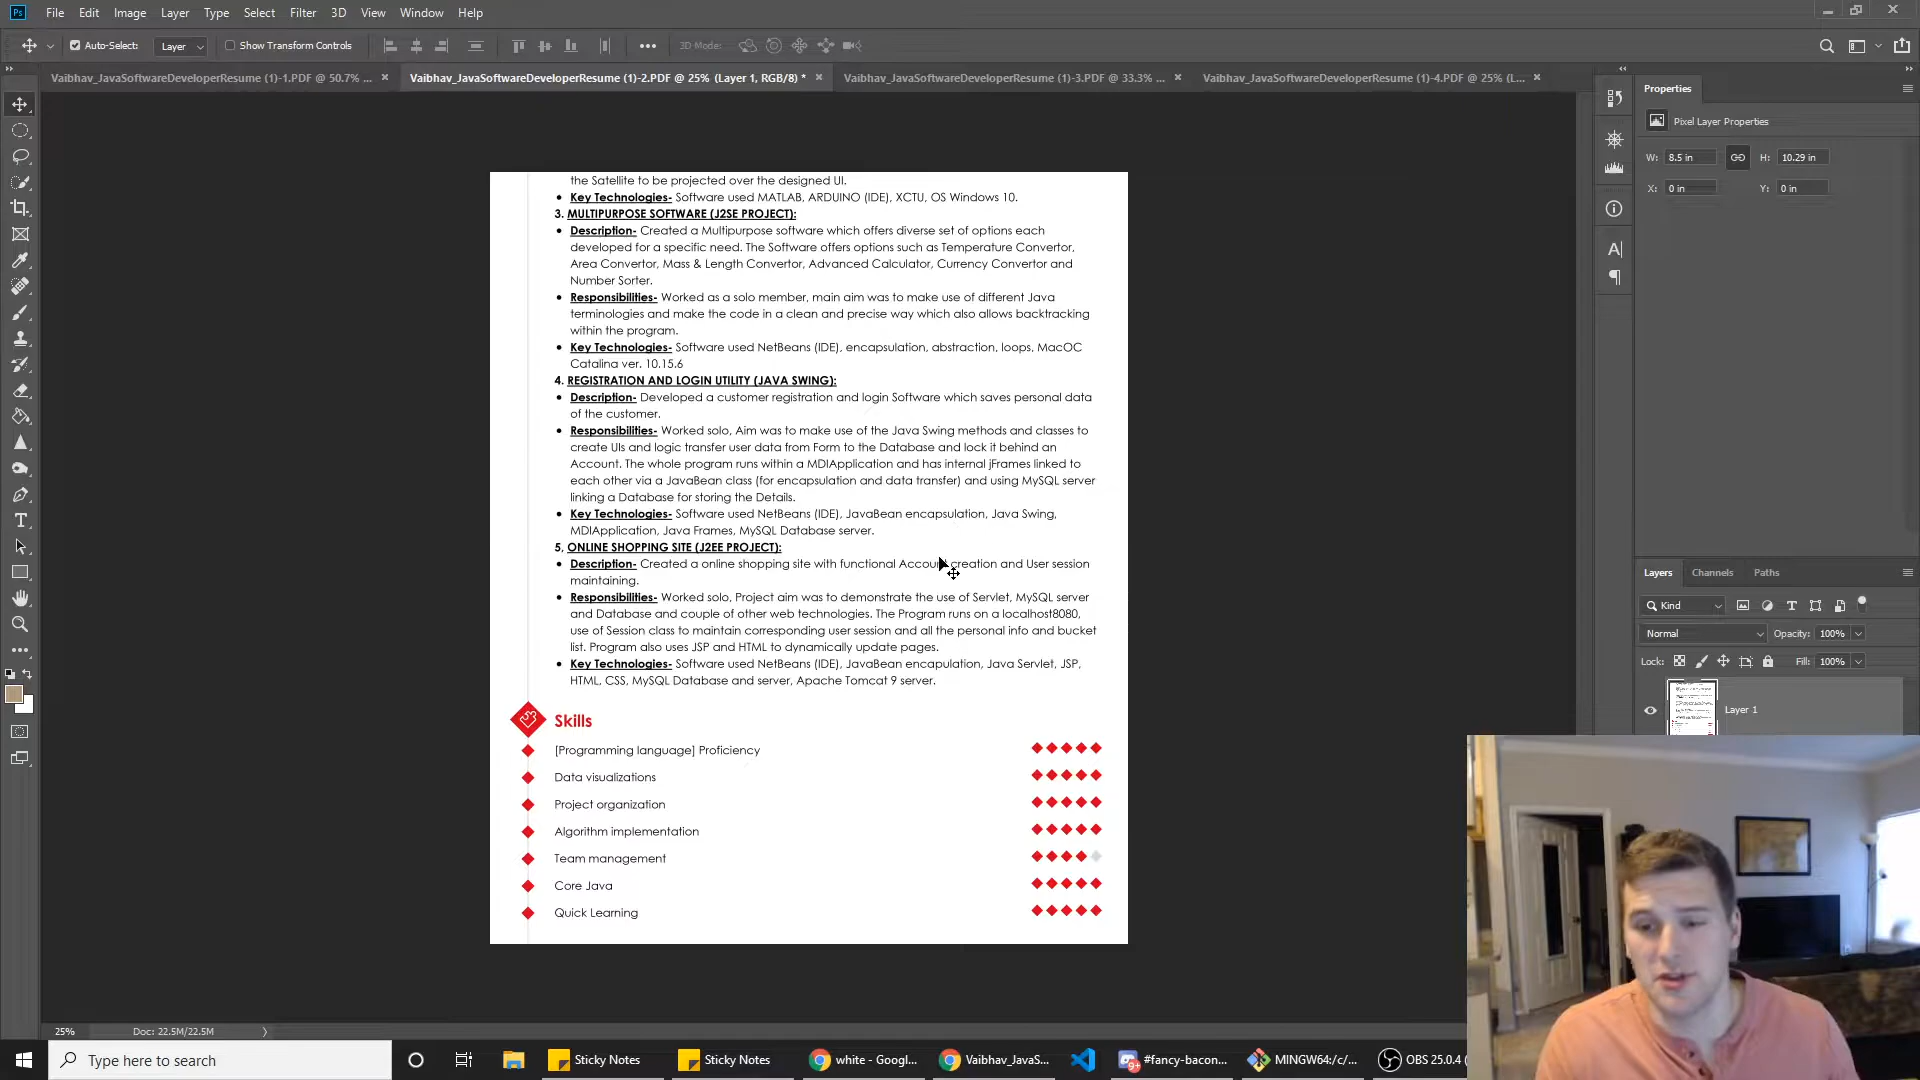 Ps File Edit Image Layer Type Select Filter 3D View Window Help
Auto-Select: Layer Show Transform Controls 3D Mode:
Vaibhav_JavaSoftwareDeveloperResume (1)-1.PDF @ 50.7% ... × Vaibhav_JavaSoftwareDeveloperResume (1)-2.PDF @ 25% (Layer 1, RGB/8) * × Vaibhav_JavaSoftwareDeveloperResume (1)-3.PDF @ 33.3% ... × Vaibhav_JavaSoftwareDeveloperResume (1)-4.PDF @ 25% (L... ×
Properties
Pixel Layer Properties
W: 8.5 in H: 10.29 in
X: 0 in Y: 0 in
the Satellite to be projected over the designed UI.
• Key Technologies- Software used MATLAB, ARDUINO (IDE), XCTU, OS Windows 10.
3. MULTIPURPOSE SOFTWARE (J2SE PROJECT):
• Description- Created a Multipurpose software which offers diverse set of options each
developed for a specific need. The Software offers options such as Temperature Convertor,
Area Convertor, Mass & Length Convertor, Advanced Calculator, Currency Convertor and
Number Sorter.
• Responsibilities- Worked as a solo member, main aim was to make use of different Java
terminologies and make the code in a clean and precise way which also allows backtracking
within the program.
• Key Technologies- Software used NetBeans (IDE), encapsulation, abstraction, loops, MacOC
Catalina ver. 10.15.6
4. REGISTRATION AND LOGIN UTILITY (JAVA SWING):
• Description- Developed a customer registration and login Software which saves personal data
of the customer.
• Responsibilities- Worked solo, Aim was to make use of the Java Swing methods and classes to
create UIs and logic transfer user data from Form to the Database and lock it behind an
Account. The whole program runs within a MDIApplication and has internal jFrames linked to
each other via a JavaBean class (for encapsulation and data transfer) and using MySQL server
linking a Database for storing the Details.
• Key Technologies- Software used NetBeans (IDE), JavaBean encapsulation, Java Swing,
MDIApplication, Java Frames, MySQL Database server.
5, ONLINE SHOPPING SITE (J2EE PROJECT):
• Description- Created a online shopping site with functional Account creation and User session
maintaining.
• Responsibilities- Worked solo, Project aim was to demonstrate the use of Servlet, MySQL server
and Database and couple of other web technologies. The Program runs on a localhost8080,
use of Session class to maintain corresponding user session and all the personal info and bucket
list. Program also uses JSP and HTML to dynamically update pages.
• Key Technologies- Software used NetBeans (IDE), JavaBean encapulation, Java Servlet, JSP,
HTML, CSS, MySQL Database and server, Apache Tomcat 9 server.
Skills
[Programming language] Proficiency
Data visualizations
Project organization
Algorithm implementation
Team management
Core Java
Quick Learning
Layers Channels Paths
Kind
Normal Opacity: 100%
Lock: Fill: 100%
Layer 1
25% Doc: 22.5M/22.5M
Type here to search Sticky Notes Sticky Notes white - Googl... Vaibhav_JavaS... #fancy-bacon... MINGW64:/c/... OBS 25.0.4 (